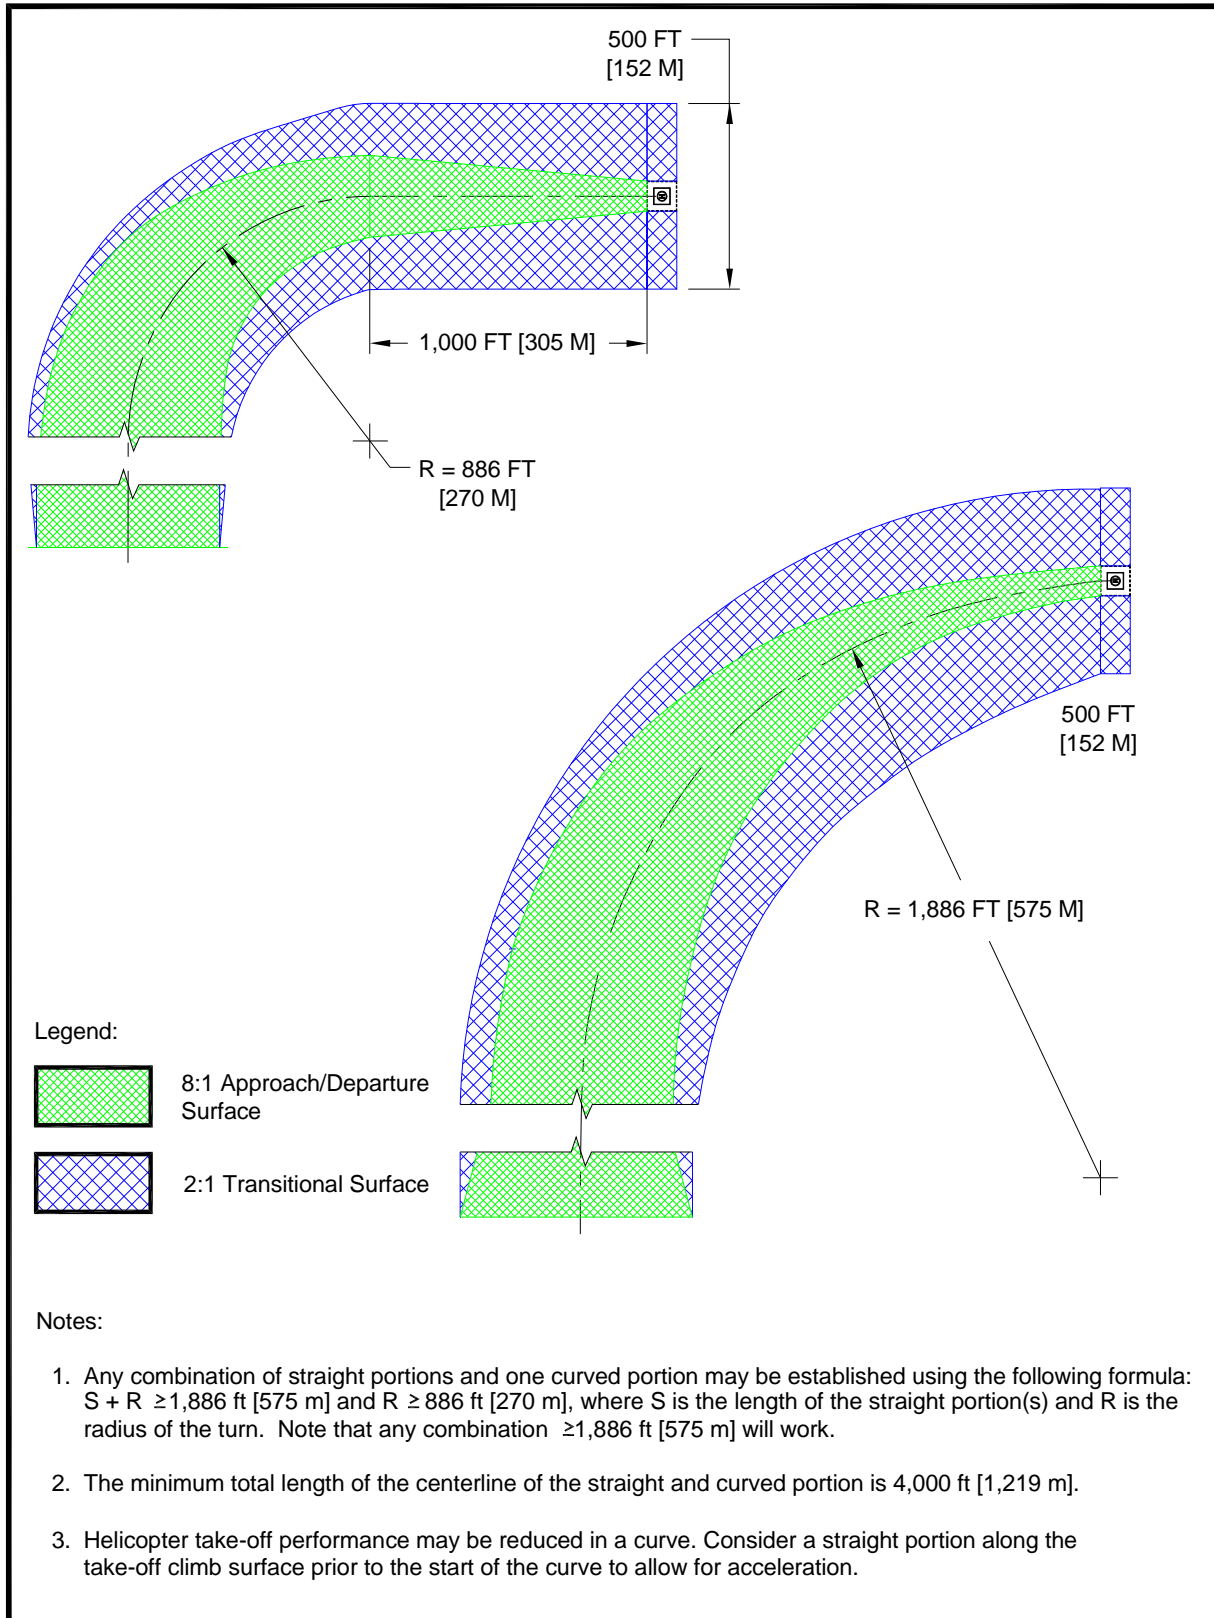 500 FT
[152 M]
1,000 FT [305 M]
R = 886 FT
[270 M]
H
500 FT
[152 M]
R = 1,886 FT [575 M]
H
Legend:
8:1 Approach/Departure
Surface
2:1 Transitional Surface
Notes:
1. Any combination of straight portions and one curved portion may be established using the following formula:
S + R ≥1,886 ft [575 m] and R ≥ 886 ft [270 m], where S is the length of the straight portion(s) and R is the
radius of the turn. Note that any combination ≥1,886 ft [575 m] will work.
2. The minimum total length of the centerline of the straight and curved portion is 4,000 ft [1,219 m].
3. Helicopter take-off performance may be reduced in a curve. Consider a straight portion along the
take-off climb surface prior to the start of the curve to allow for acceleration.